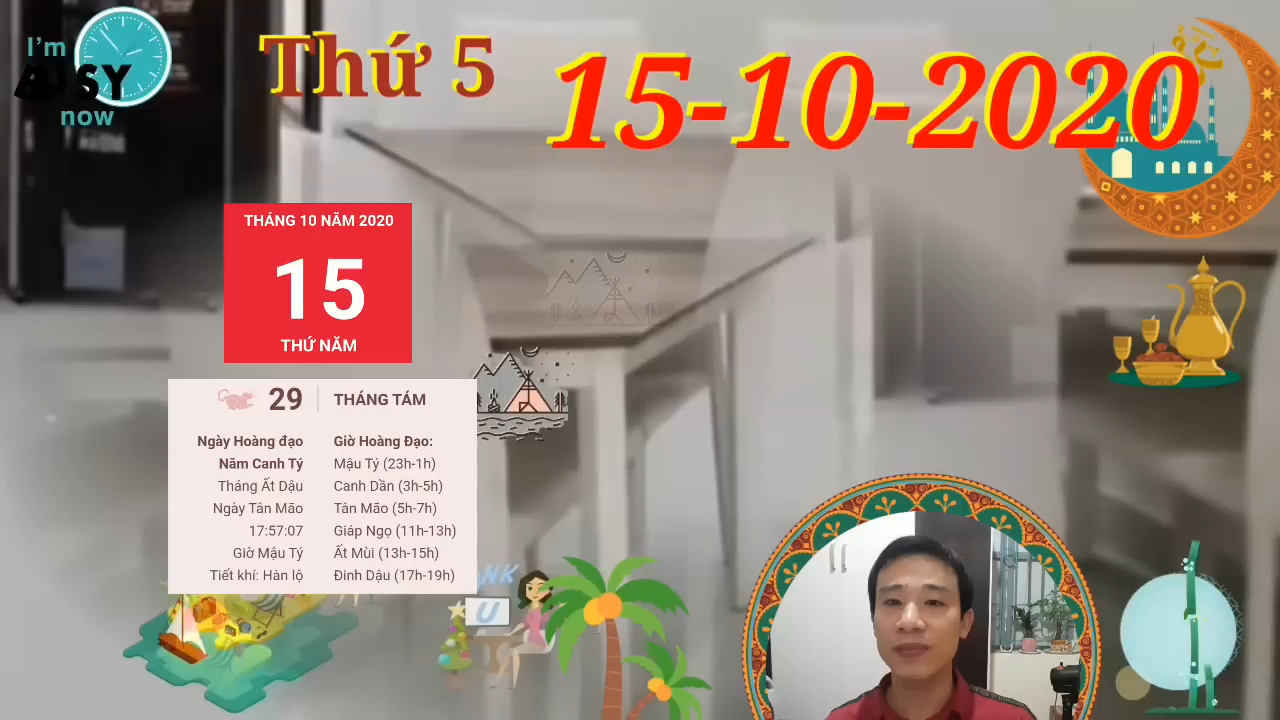 I'm
BUSY
now
Thứ 5
15-10-2020
THÁNG 10 NĂM 2020
15
THỨ NĂM
29 THÁNG TÁM
Ngày Hoàng đạo
Năm Canh Tý
Tháng Ất Dậu
Ngày Tân Mão
17:57:07
Giờ Mậu Tý
Tiết khí: Hàn lộ
Giờ Hoàng Đạo:
Mậu Tý (23h-1h)
Canh Dần (3h-5h)
Tân Mão (5h-7h)
Giáp Ngọ (11h-13h)
Ất Mùi (13h-15h)
Đinh Dậu (17h-19h)
U